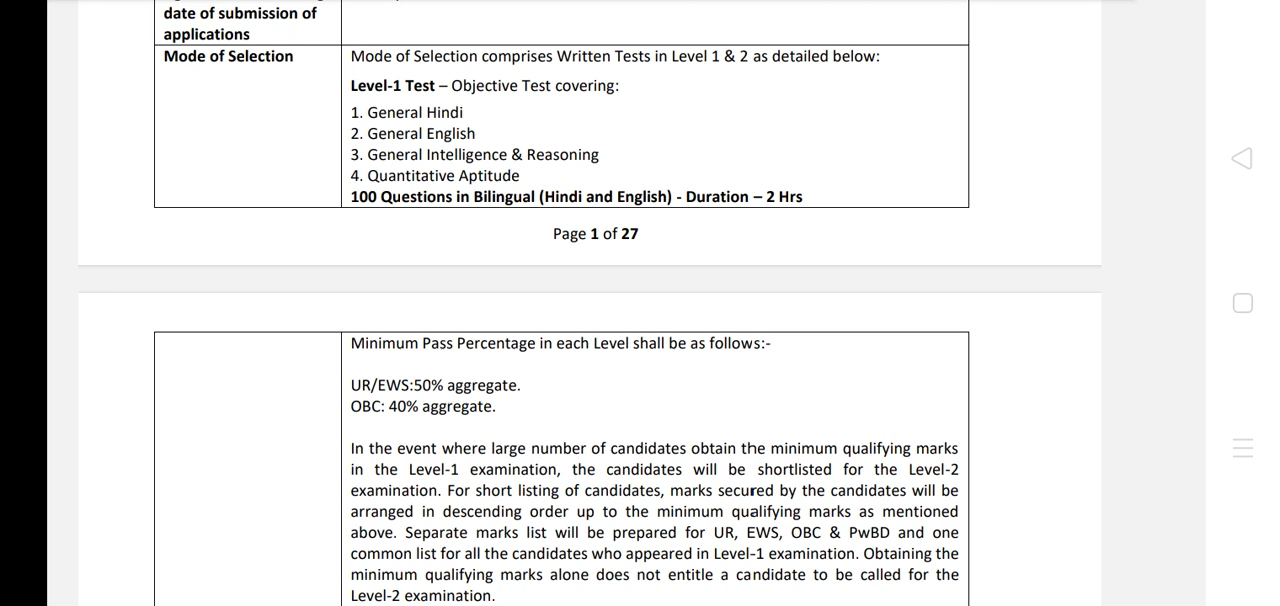 date of submission of
applications
Mode of Selection
Mode of Selection comprises Written Tests in Level 1 & 2 as detailed below:
Level-1 Test – Objective Test covering:
1. General Hindi
2. General English
3. General Intelligence & Reasoning
4. Quantitative Aptitude
100 Questions in Bilingual (Hindi and English) - Duration – 2 Hrs
Page 1 of 27
Minimum Pass Percentage in each Level shall be as follows:-
UR/EWS:50% aggregate.
OBC: 40% aggregate.
In the event where large number of candidates obtain the minimum qualifying marks
in the Level-1 examination, the candidates will be shortlisted for the Level-2
examination. For short listing of candidates, marks secured by the candidates will be
arranged in descending order up to the minimum qualifying marks as mentioned
above. Separate marks list will be prepared for UR, EWS, OBC & PwBD and one
common list for all the candidates who appeared in Level-1 examination. Obtaining the
minimum qualifying marks alone does not entitle a candidate to be called for the
Level-2 examination.